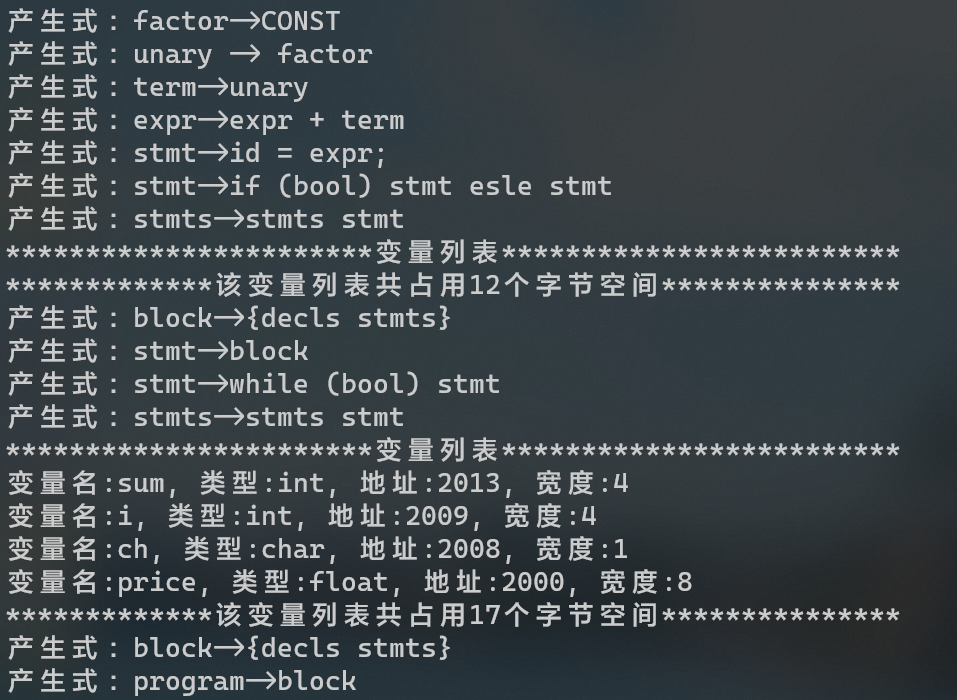 产生式：factor—>CONST
产生式：unary —> factor
产生式：term—>unary
产生式：expr—>expr + term
产生式：stmt—>id = expr;
产生式：stmt—>if (bool) stmt esle stmt
产生式：stmts—>stmts stmt
***********************变量列表*************************
*************该变量列表共占用12个字节空间***************
产生式：block—>{decls stmts}
产生式：stmt—>block
产生式：stmt—>while (bool) stmt
产生式：stmts—>stmts stmt
***********************变量列表*************************
变量名:sum, 类型:int, 地址:2013, 宽度:4
变量名:i, 类型:int, 地址:2009, 宽度:4
变量名:ch, 类型:char, 地址:2008, 宽度:1
变量名:price, 类型:float, 地址:2000, 宽度:8
*************该变量列表共占用17个字节空间***************
产生式：block—>{decls stmts}
产生式：program—>block